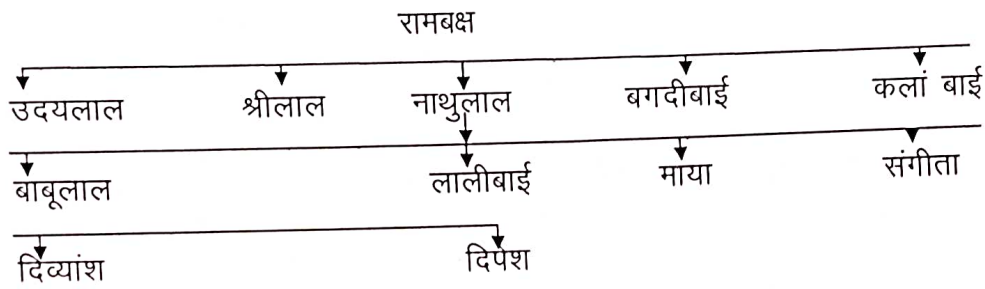 रामबक्ष
उदयलाल श्रीलाल नाथुलाल बगदीबाई कलां बाई
बाबूलाल लालीबाई माया संगीता
दिव्यांश दिपेश